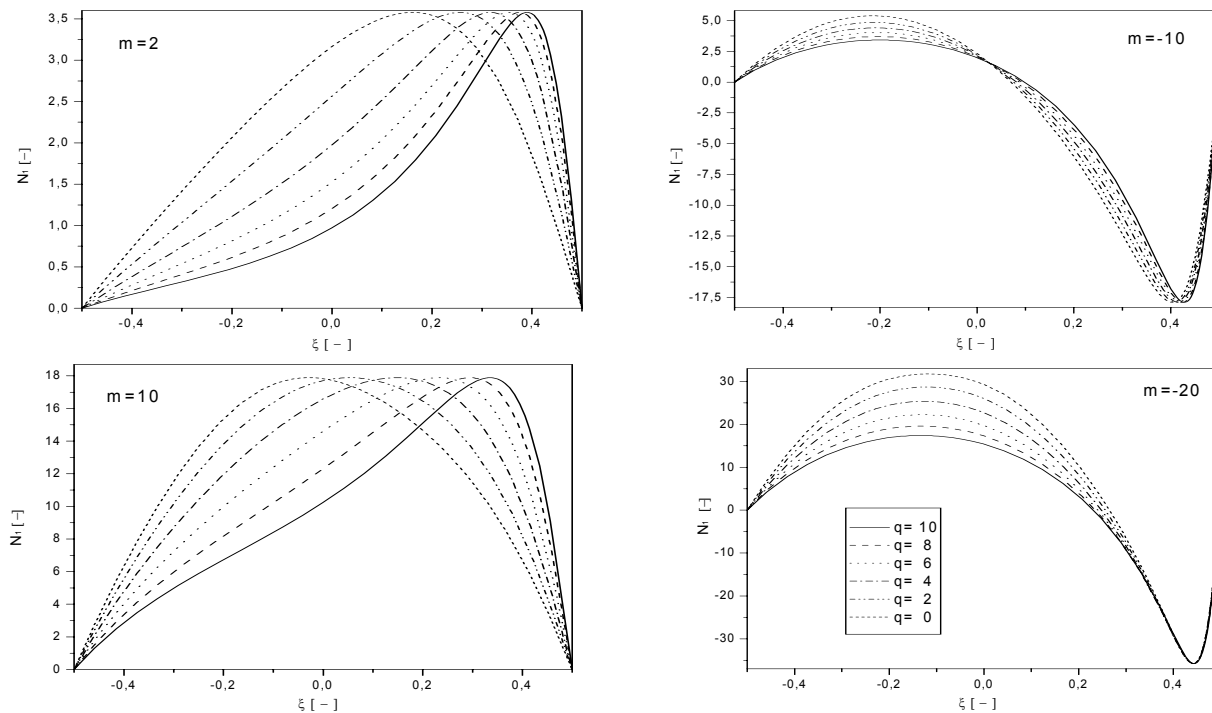 m=2
3,5
3,0
2,5
2,0
1,5
1,0
0,5
0,0
N₁ [−]
-0,4 -0,2 0,0 0,2 0,4
ξ [−]
m=-10
5,0
2,5
0,0
-2,5
-5,0
-7,5
-10,0
-12,5
-15,0
-17,5
N₁ [−]
-0,4 -0,2 0,0 0,2 0,4
ξ [−]
m=10
18
16
14
12
10
8
6
4
2
0
N₁ [−]
-0,4 -0,2 0,0 0,2 0,4
ξ [−]
m=-20
30
20
10
0
-10
-20
-30
N₁ [−]
-0,4 -0,2 0,0 0,2 0,4
ξ [−]
q= 10
q= 8
q= 6
q= 4
q= 2
q= 0